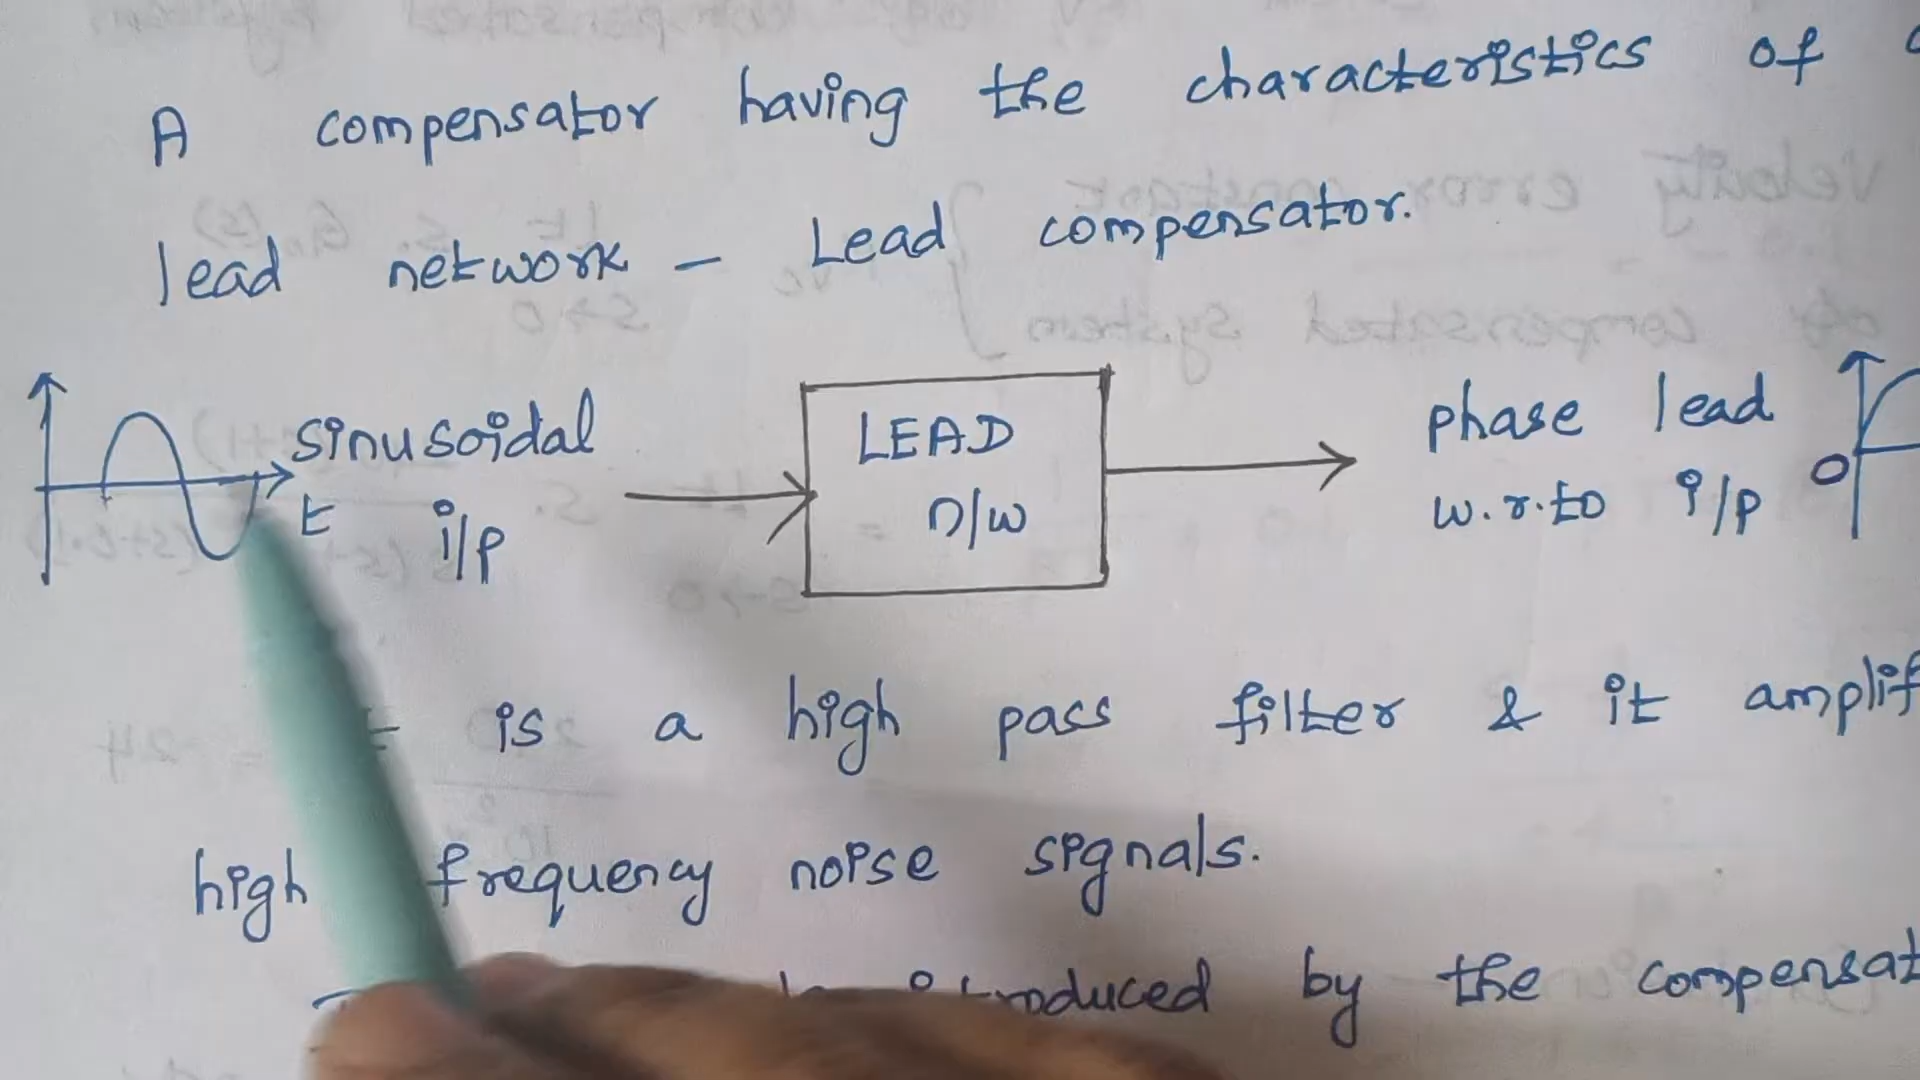 A compensator having the characteristics of
lead network - Lead compensator.
sinusoidal
t i/p
LEAD
n/w
phase lead
w.r.to i/p
0
is a high pass filter & it amplif
high frequency noise signals.
by the compensat